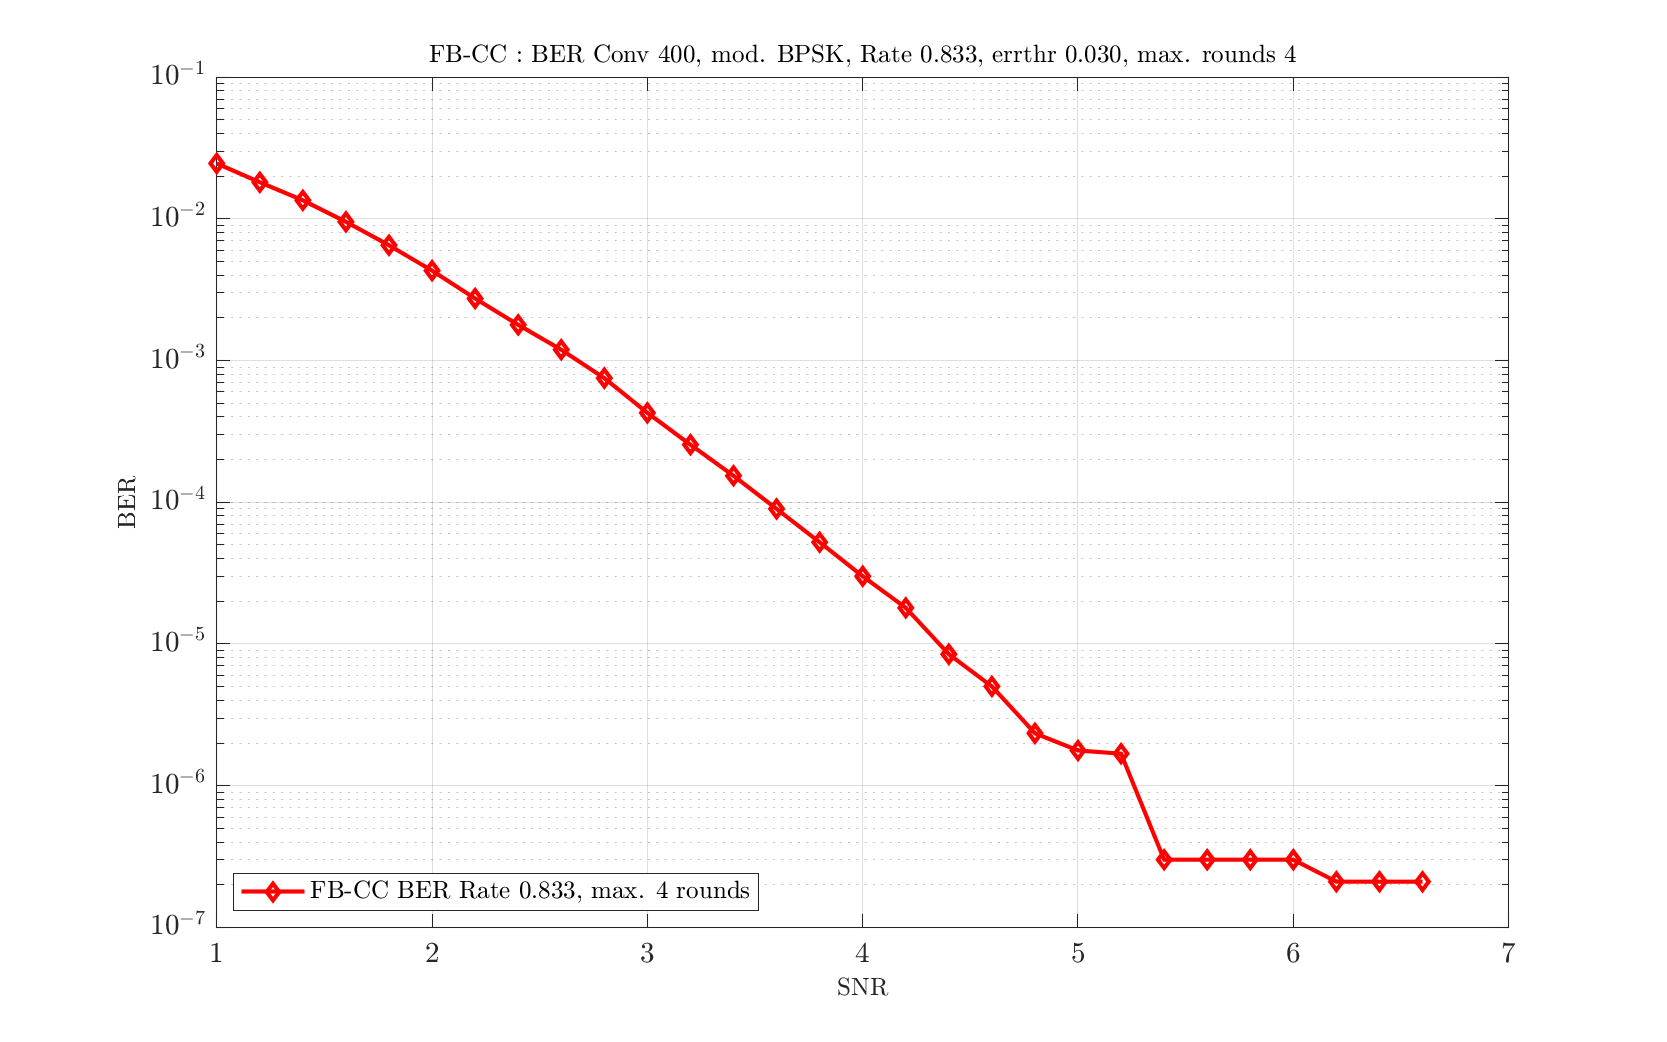 FB-CC : BER Conv 400, mod. BPSK, Rate 0.833, errthr 0.030, max. rounds 4
10⁻¹
10⁻²
10⁻³
10⁻⁴
10⁻⁵
10⁻⁶
10⁻⁷
BER
FB-CC BER Rate 0.833, max. 4 rounds
1 2 3 4 5 6 7
SNR